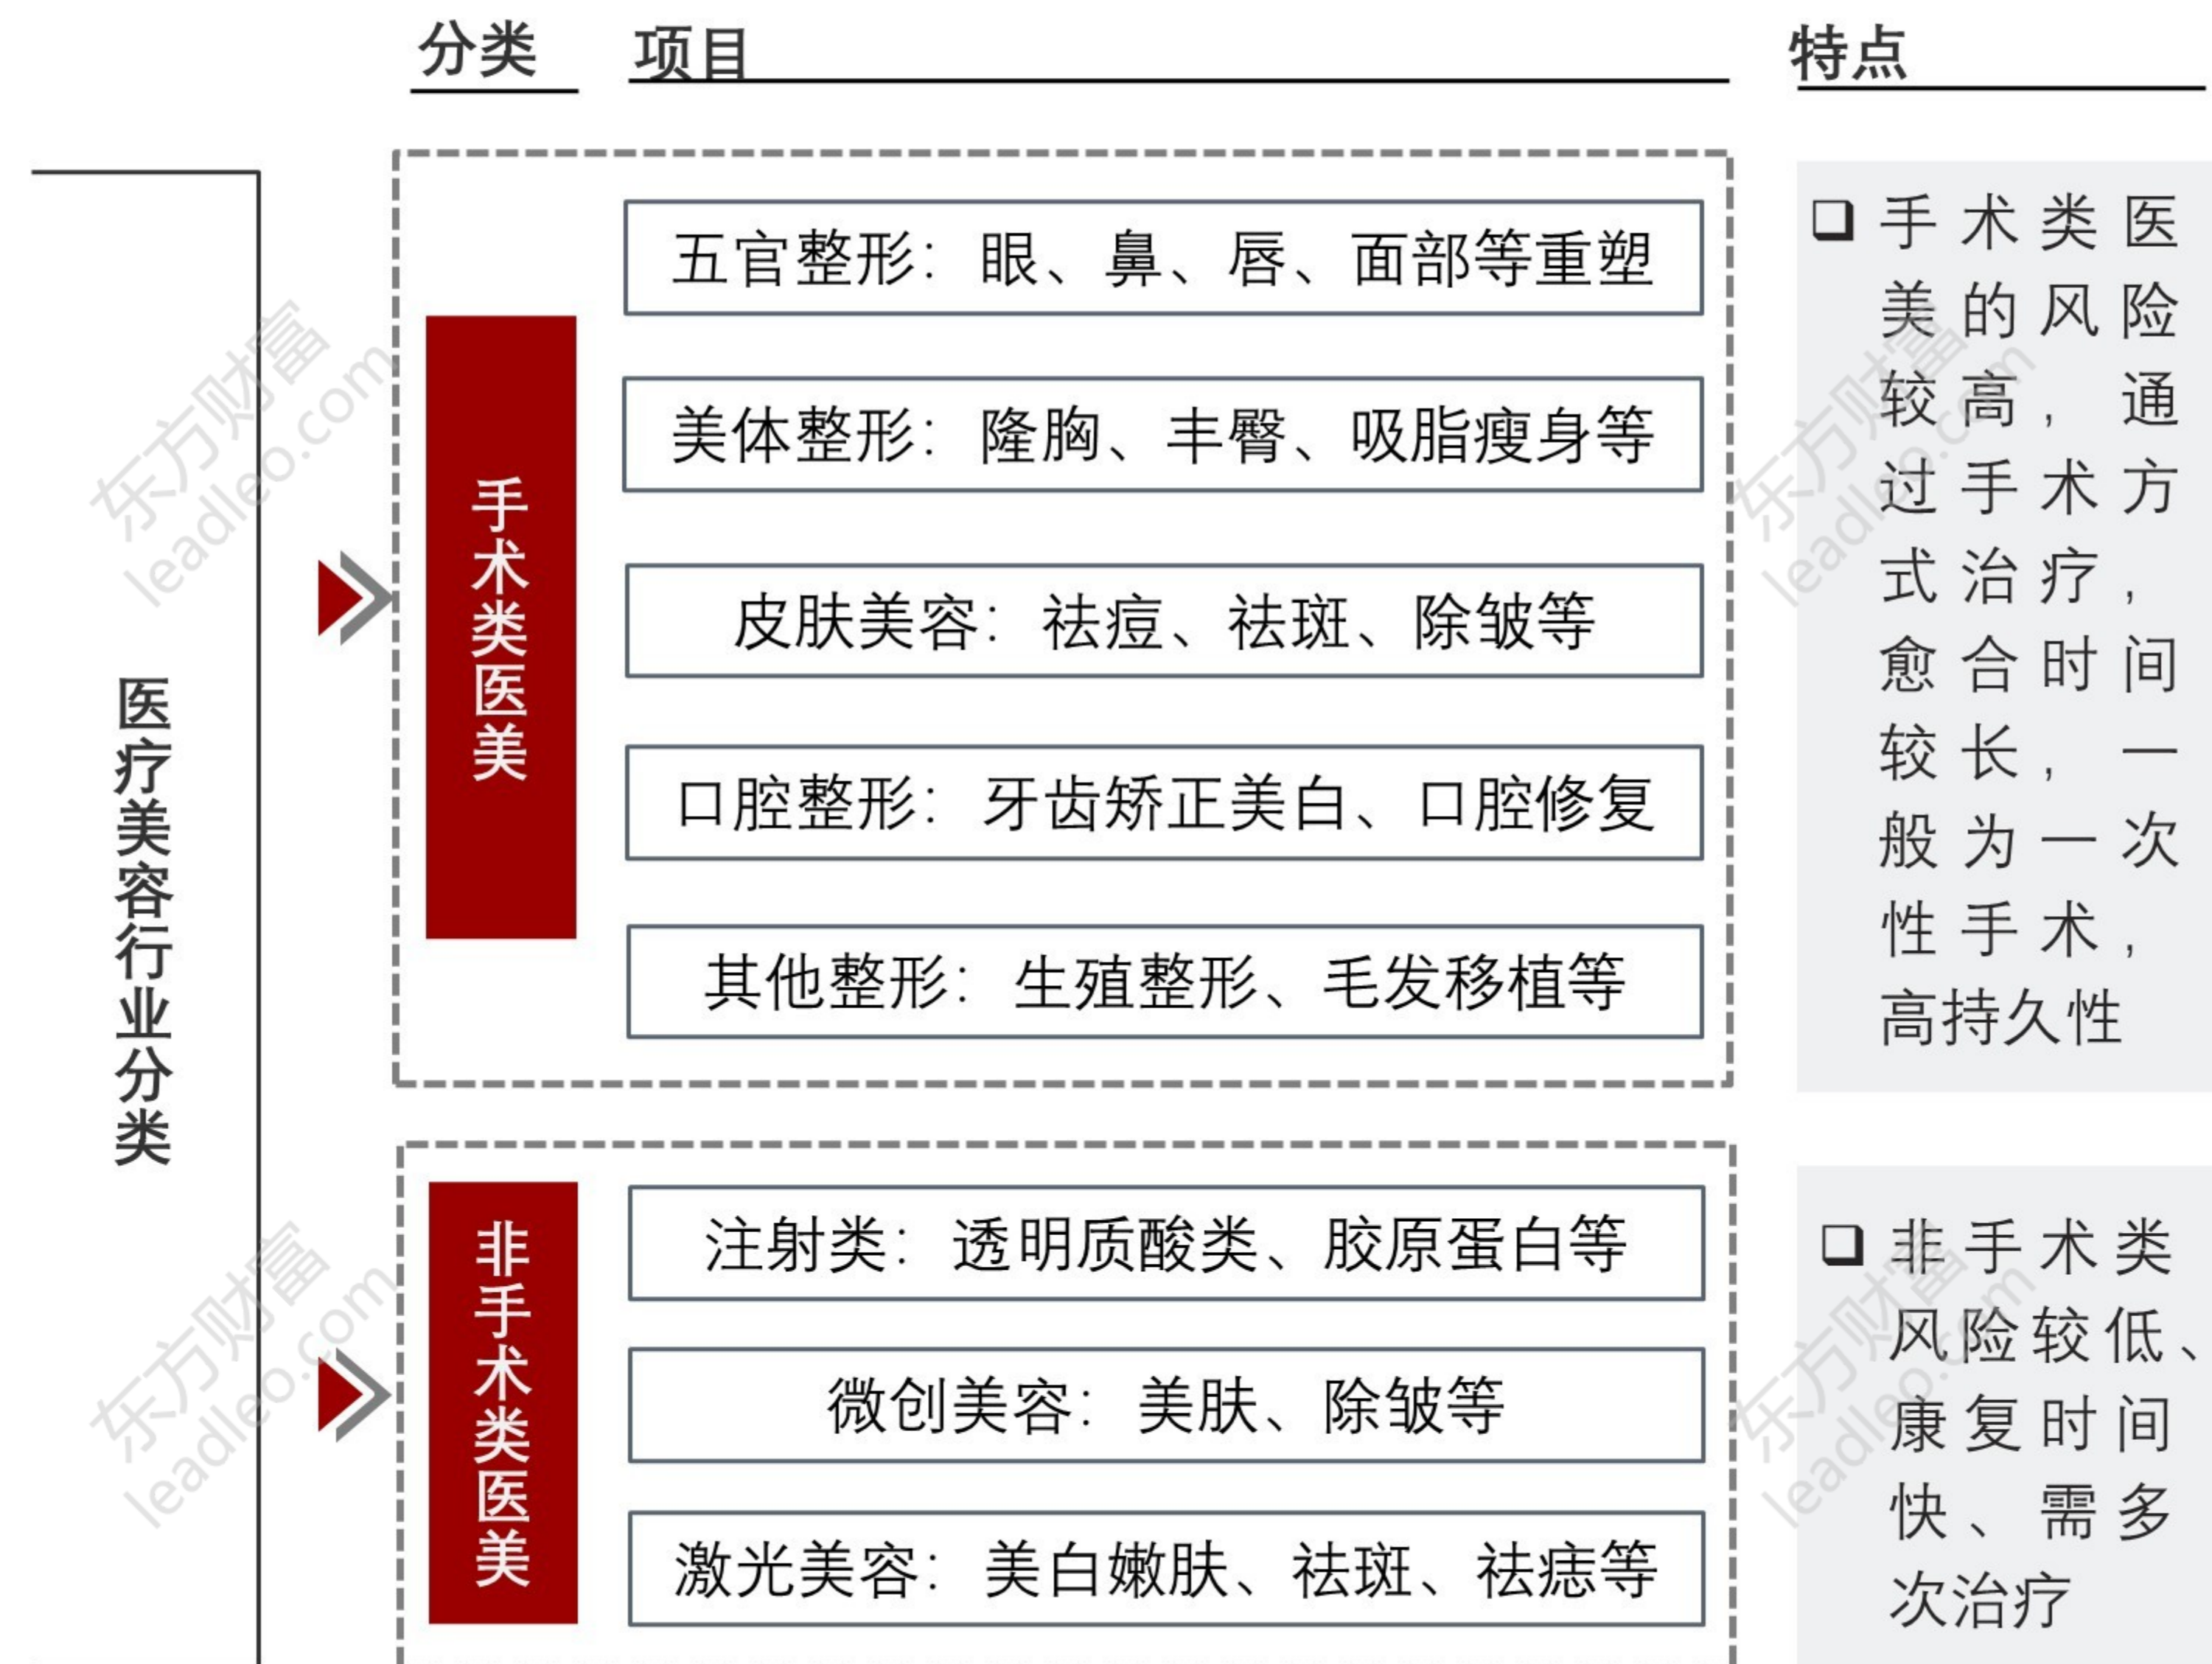 分类
项目
特点
医疗美容行业分类
手术类医美
五官整形：眼、鼻、唇、面部等重塑
美体整形：隆胸、丰臀、吸脂瘦身等
皮肤美容：祛痘、祛斑、除皱等
口腔整形：牙齿矫正美白、口腔修复
其他整形：生殖整形、毛发移植等
手术类医
美的风险
较高，通
过手术方
式治疗，
愈合时间
较长，一
般为一次
性手术，
高持久性
非手术类医美
注射类：透明质酸类、胶原蛋白等
微创美容：美肤、除皱等
激光美容：美白嫩肤、祛斑、祛痣等
非手术类
风险较低、
康复时间
快、需多
次治疗
东方财富
leadleo.com
东方财富
leadleo.com
东方财富
leadleo.com
东方财富
leadleo.com